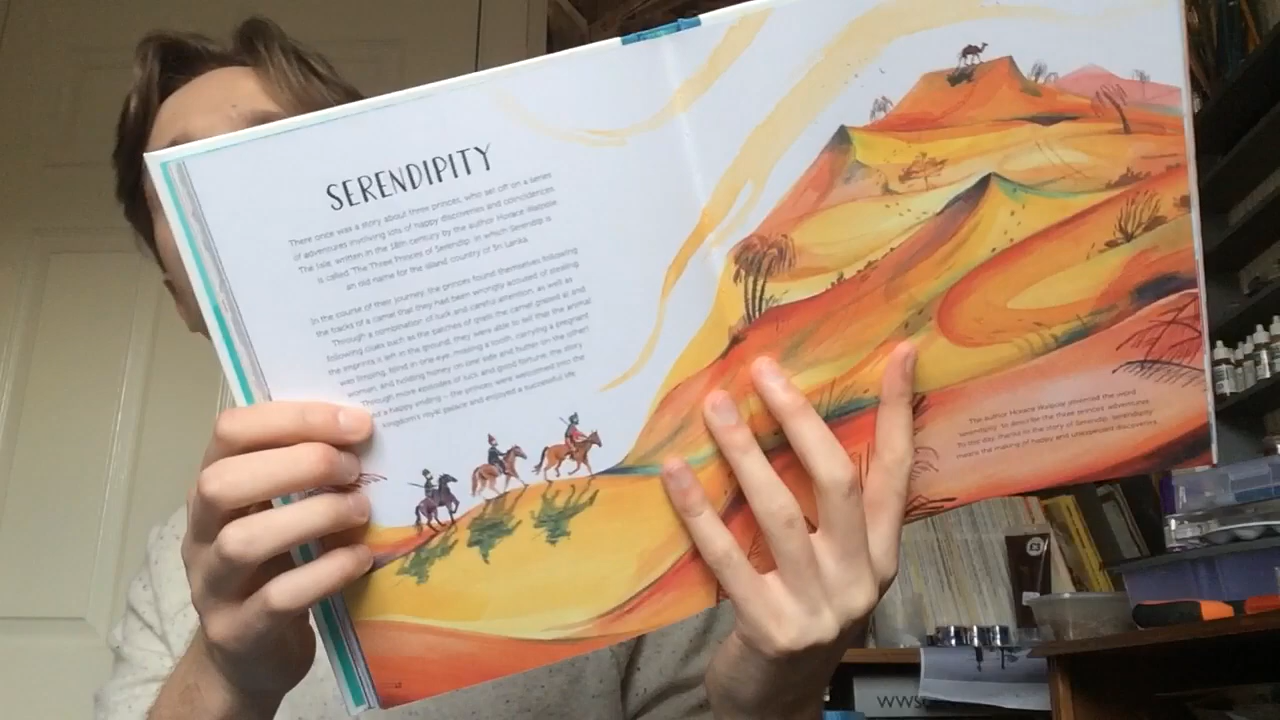 SERENDIPITY
There once was a story about three princes, who set off on a series
of adventures involving lots of happy discoveries and coincidences.
The tale, written in the 18th century by the author Horace Walpole
is called 'The Three Princes of Serendip', in which Serendip is
an old name for the island country of Sri Lanka.
In the course of their journey, the princes found themselves following
the tracks of a camel that they had been wrongly accused of stealing.
Through a combination of luck and careful attention, as well as
following clues such as the patches of grass the camel grazed at and
the imprints it left in the ground, they were able to tell that the animal
was limping, blind in one eye, missing a tooth, carrying a pregnant
woman, and holding honey on one side and butter on the other!
Through more episodes of luck and good fortune, the story
a happy ending – the princes were welcomed into the
kingdom's royal palace and enjoyed a successful life.
The author Horace Walpole invented the word
'serendipity' to describe the three princes' adventures.
To this day, thanks to the story of Serendip, 'serendipity'
means the making of happy and unexpected discoveries.